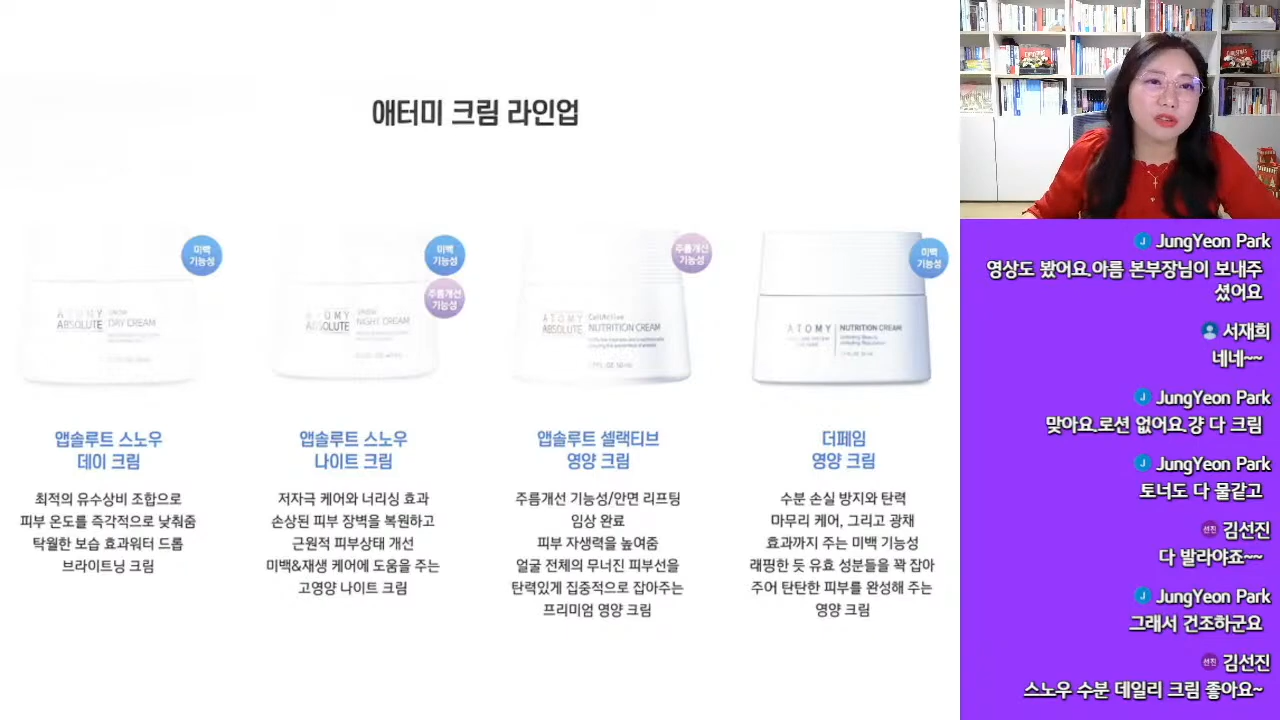 애터미 크림 라인업
미백
기능성
미백
기능성
주름개선
기능성
주름개선
기능성
미백
기능성
ATOMY
ABSOLUTE
SNOW
DAY CREAM
ATOMY
ABSOLUTE
SNOW
NIGHT CREAM
ATOMY
ABSOLUTE
CellActive
NUTRITION CREAM
ATOMY
NUTRITION CREAM
앱솔루트 스노우
데이 크림
최적의 유수상비 조합으로
피부 온도를 즉각적으로 낮춰줌
탁월한 보습 효과워터 드롭
브라이트닝 크림
앱솔루트 스노우
나이트 크림
저자극 케어와 너리싱 효과
손상된 피부 장벽을 복원하고
근원적 피부상태 개선
미백&재생 케어에 도움을 주는
고영양 나이트 크림
앱솔루트 셀랙티브
영양 크림
주름개선 기능성/안면 리프팅
임상 완료
피부 자생력을 높여줌
얼굴 전체의 무너진 피부선을
탄력있게 집중적으로 잡아주는
프리미엄 영양 크림
더페임
영양 크림
수분 손실 방지와 탄력
마무리 케어, 그리고 광채
효과까지 주는 미백 기능성
래핑한 듯 유효 성분들을 꽉 잡아
주어 탄탄한 피부를 완성해 주는
영양 크림
J JungYeon Park
영상도 봤어요.아름 본부장님이 보내주
셨어요
서재희
네네~~
J JungYeon Park
맞아요.로션 없어요.걍 다 크림
J JungYeon Park
토너도 다 물같고
선진 김선진
다 발라야죠~~
J JungYeon Park
그래서 건조하군요
선진 김선진
스노우 수분 데일리 크림 좋아요~